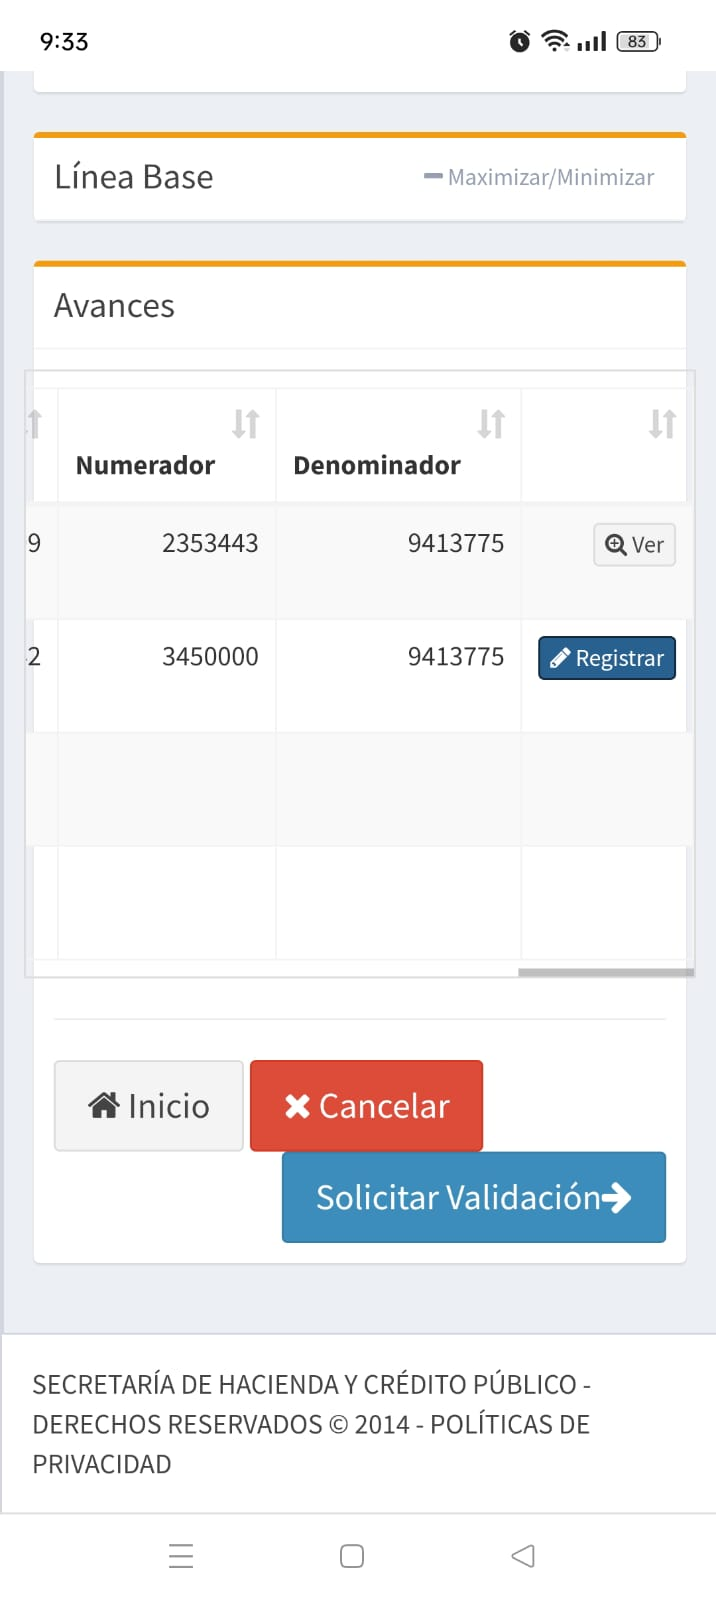 9:33
83
Línea Base
Maximizar/Minimizar
Avances
Numerador Denominador
9 2353443 9413775 Ver
2 3450000 9413775 Registrar
Inicio Cancelar
Solicitar Validación
SECRETARÍA DE HACIENDA Y CRÉDITO PÚBLICO -
DERECHOS RESERVADOS © 2014 - POLÍTICAS DE
PRIVACIDAD